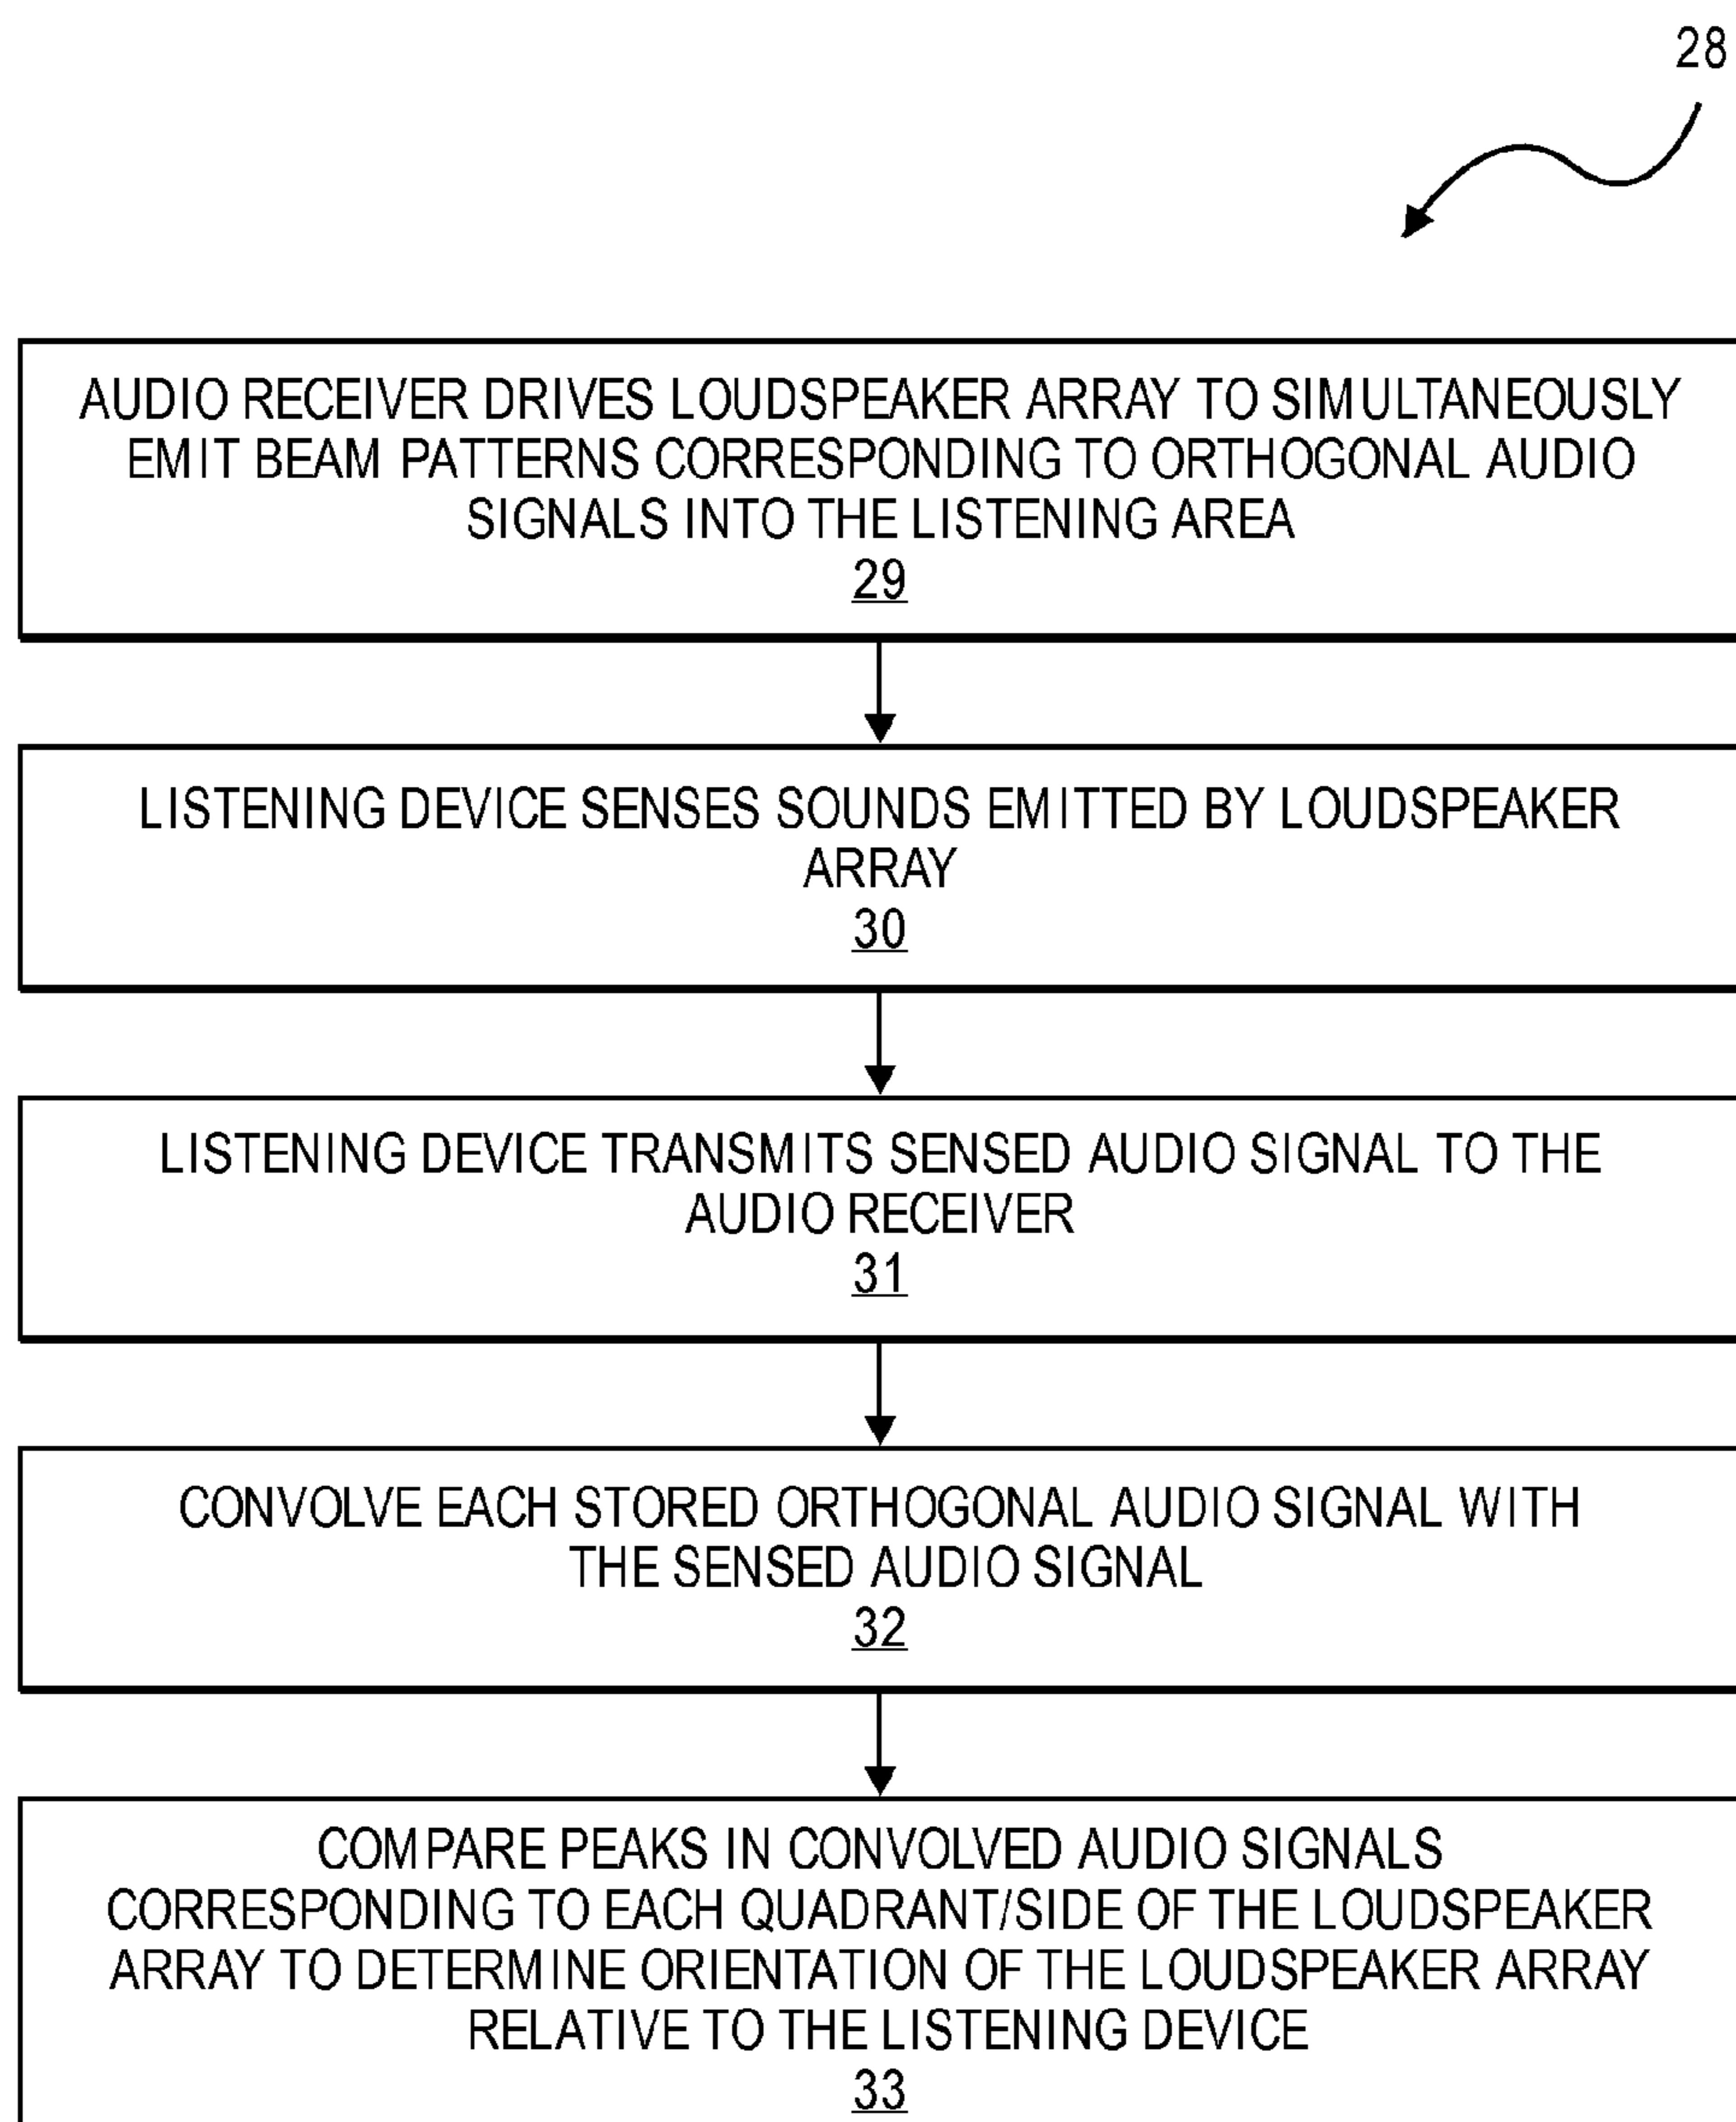 28
AUDIO RECEIVER DRIVES LOUDSPEAKER ARRAY TO SIMULTANEOUSLY
EMIT BEAM PATTERNS CORRESPONDING TO ORTHOGONAL AUDIO
SIGNALS INTO THE LISTENING AREA
29
LISTENING DEVICE SENSES SOUNDS EMITTED BY LOUDSPEAKER
ARRAY
30
LISTENING DEVICE TRANSMITS SENSED AUDIO SIGNAL TO THE
AUDIO RECEIVER
31
CONVOLVE EACH STORED ORTHOGONAL AUDIO SIGNAL WITH
THE SENSED AUDIO SIGNAL
32
COMPARE PEAKS IN CONVOLVED AUDIO SIGNALS
CORRESPONDING TO EACH QUADRANT/SIDE OF THE LOUDSPEAKER
ARRAY TO DETERMINE ORIENTATION OF THE LOUDSPEAKER ARRAY
RELATIVE TO THE LISTENING DEVICE
33